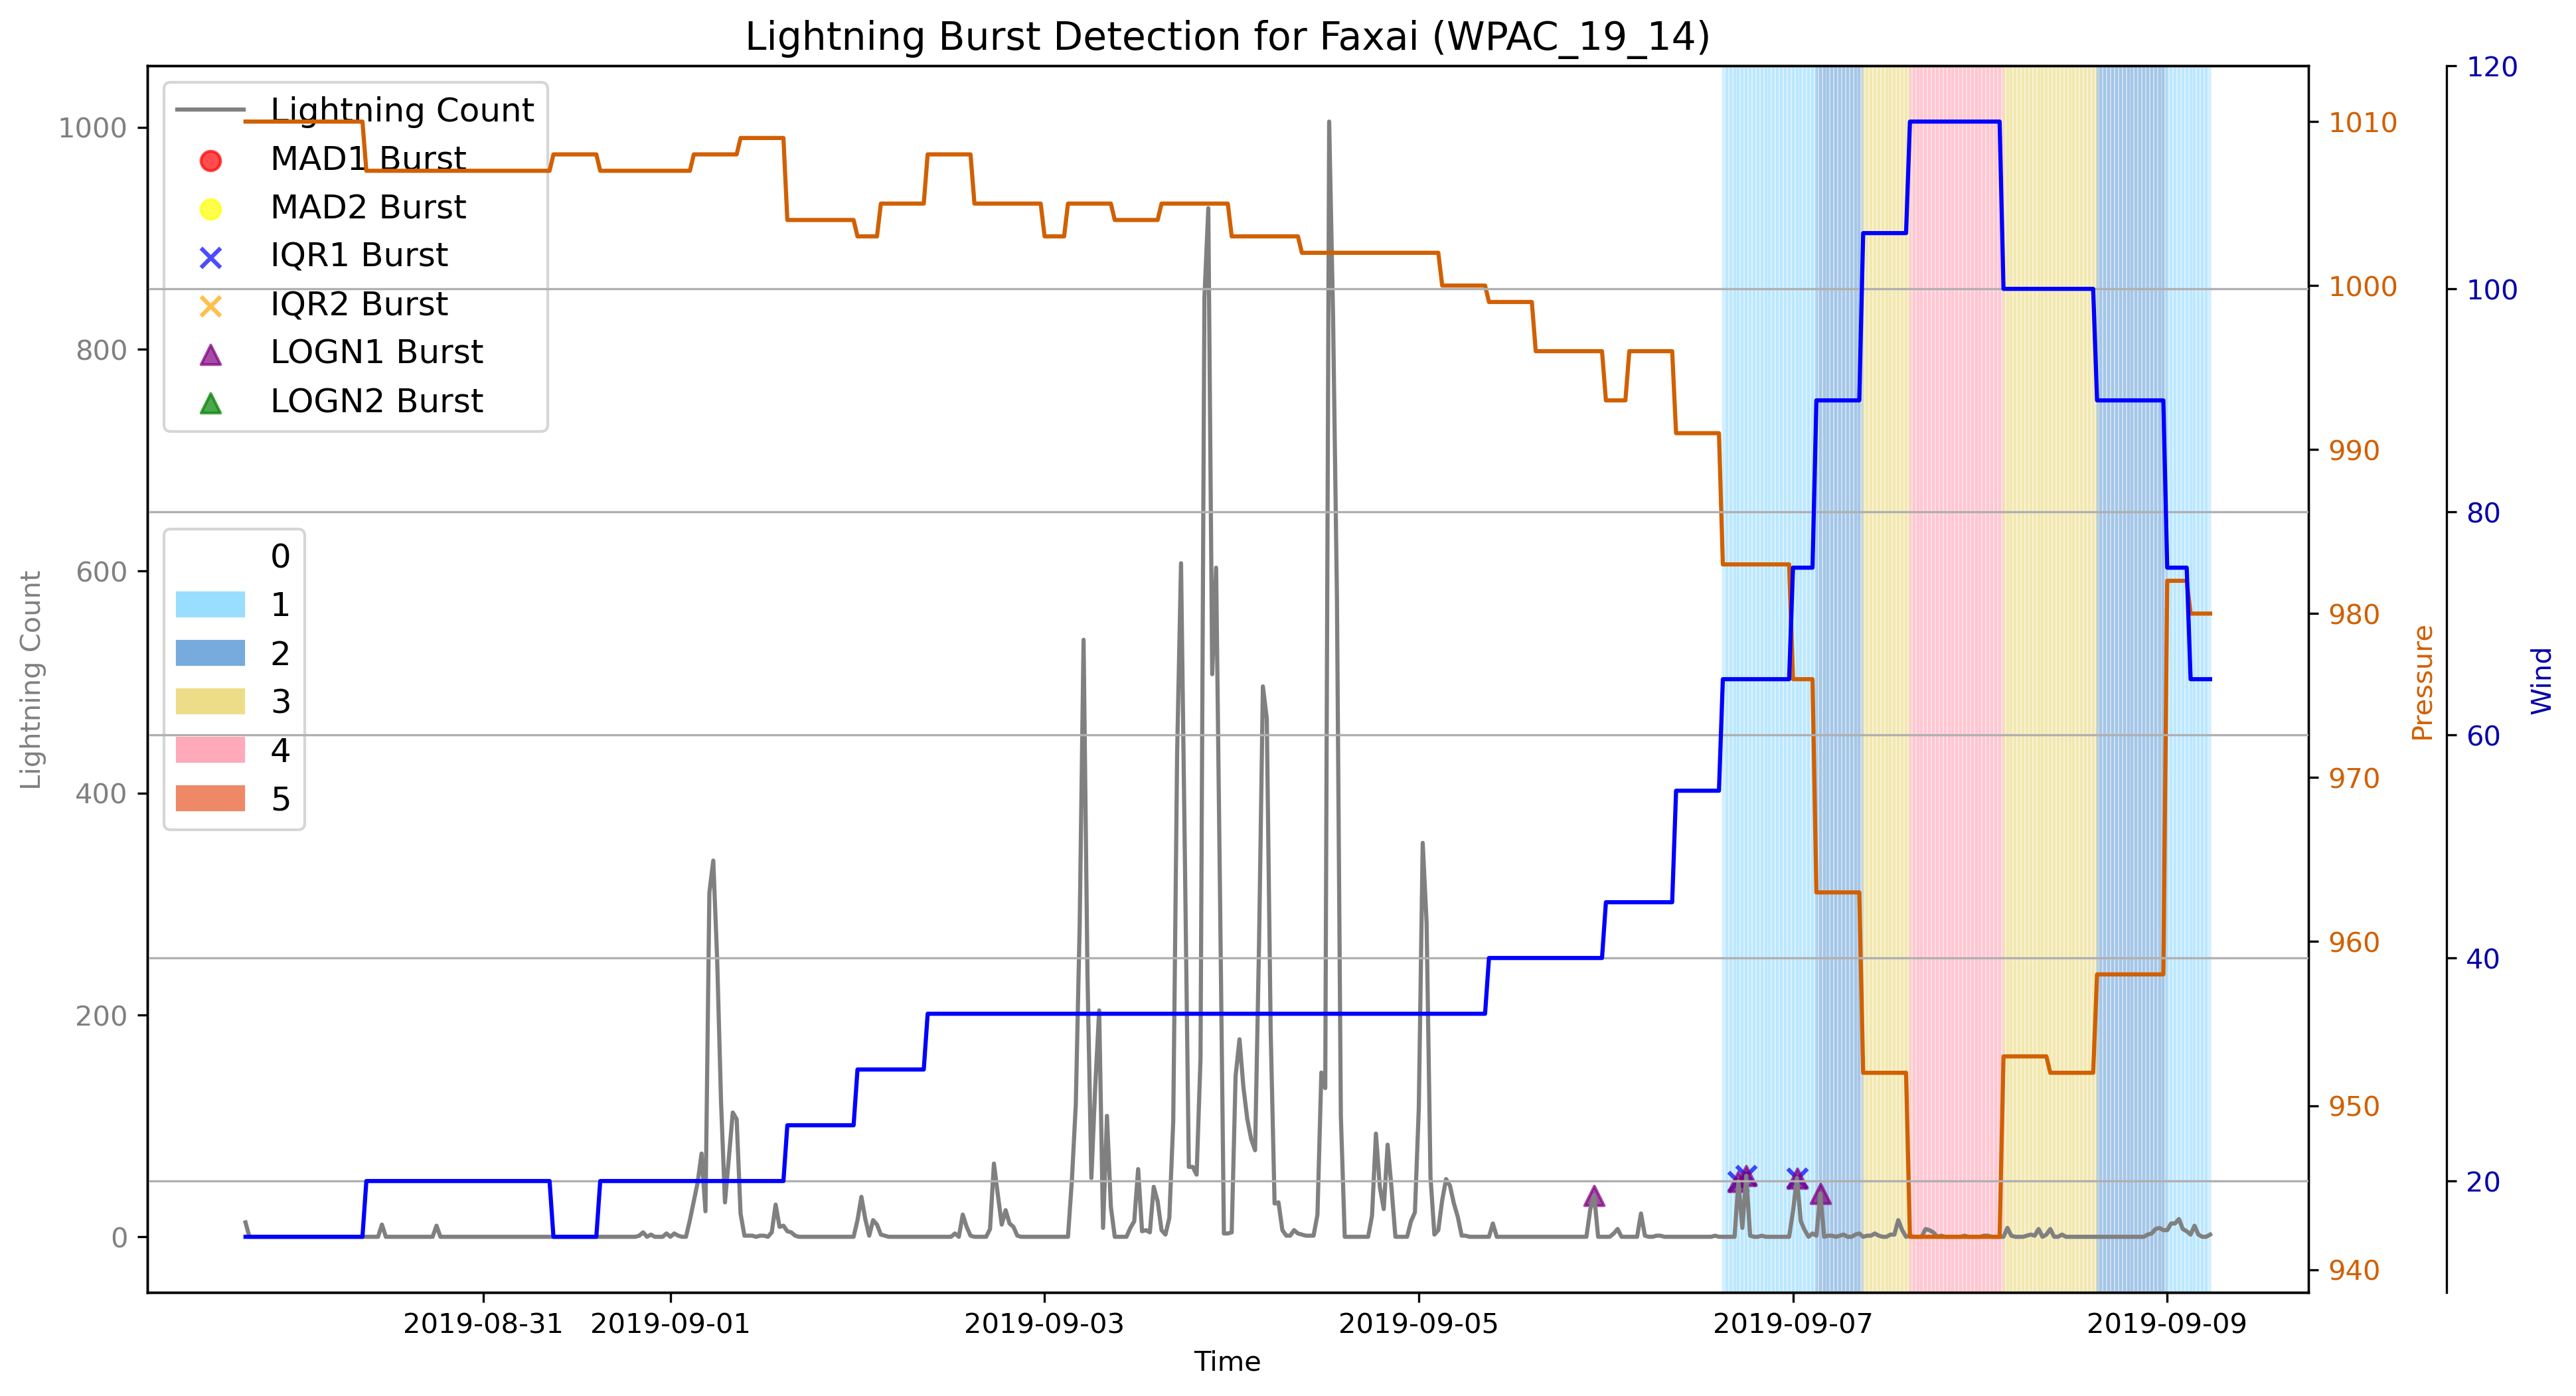 Lightning Burst Detection for Faxai (WPAC_19_14)
Lightning Count
MAD1 Burst
MAD2 Burst
IQR1 Burst
IQR2 Burst
LOGN1 Burst
LOGN2 Burst
0
1
2
3
4
5
Lightning Count
1000
800
600
400
200
0
2019-08-31
2019-09-01
2019-09-03
2019-09-05
2019-09-07
2019-09-09
Time
1010
1000
990
980
970
960
950
940
Pressure
120
100
80
60
40
20
Wind